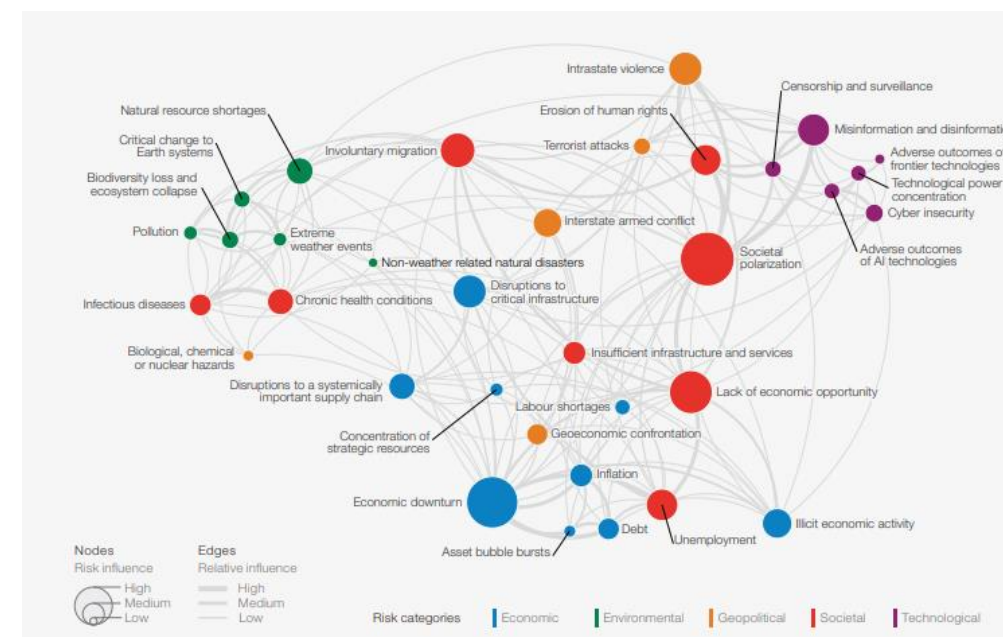 Intrastate violence
Censorship and surveillance
Natural resource shortages
Erosion of human rights
Critical change to
Earth systems
Involuntary migration
Terrorist attacks
Misinformation and disinformati
Adverse outcomes o
frontier technologies
Biodiversity loss and
ecosystem collapse
Technological power
concentration
Pollution
Extreme
weather events
Interstate armed conflict
Cyber insecurity
Societal
polarization
Adverse outcomes
of AI technologies
Non-weather related natural disasters
Disruptions to
critical infrastructure
Infectious diseases
Chronic health conditions
Biological, chemical
or nuclear hazards
Insufficient infrastructure and services
Disruptions to a systemically
important supply chain
Lack of economic opportunity
Labour shortages
Concentration of
strategic resources
Geoeconomic confrontation
Inflation
Economic downturn
Debt
Illicit economic activity
Unemployment
Asset bubble bursts
Nodes
Risk influence
High
Medium
Low
Edges
Relative influence
High
Medium
Low
Risk categories
Economic
Environmental
Geopolitical
Societal
Technological